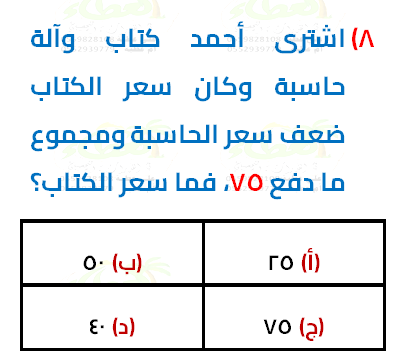 ٨) اشترى أحمد كتاب وآلة
حاسبة وكان سعر الكتاب
ضعف سعر الحاسبة ومجموع
ما دفع ٧٥، فما سعر الكتاب؟
(أ) ٢٥
(ب) ٥٠
(ج) ٧٥
(د) ٤٠